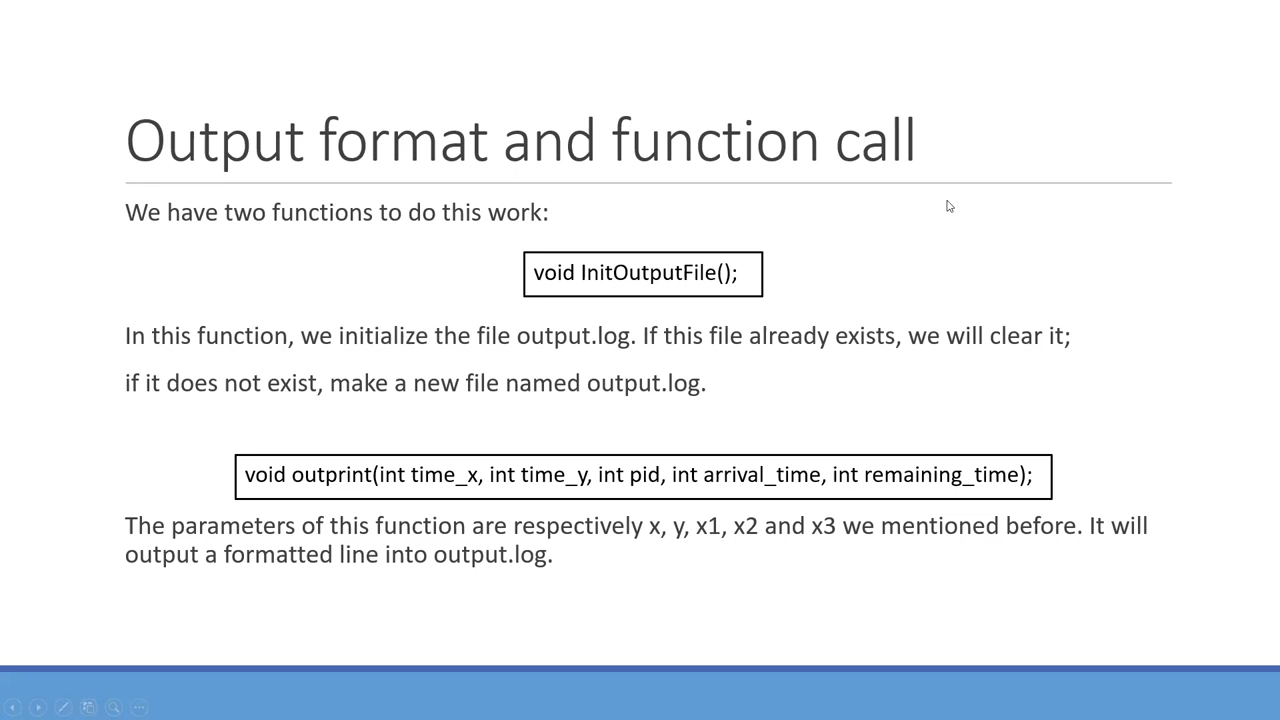 Output format and function call
We have two functions to do this work:
void InitOutputFile();
In this function, we initialize the file output.log. If this file already exists, we will clear it;
if it does not exist, make a new file named output.log.
void outprint(int time_x, int time_y, int pid, int arrival_time, int remaining_time);
The parameters of this function are respectively x, y, x1, x2 and x3 we mentioned before. It will
output a formatted line into output.log.